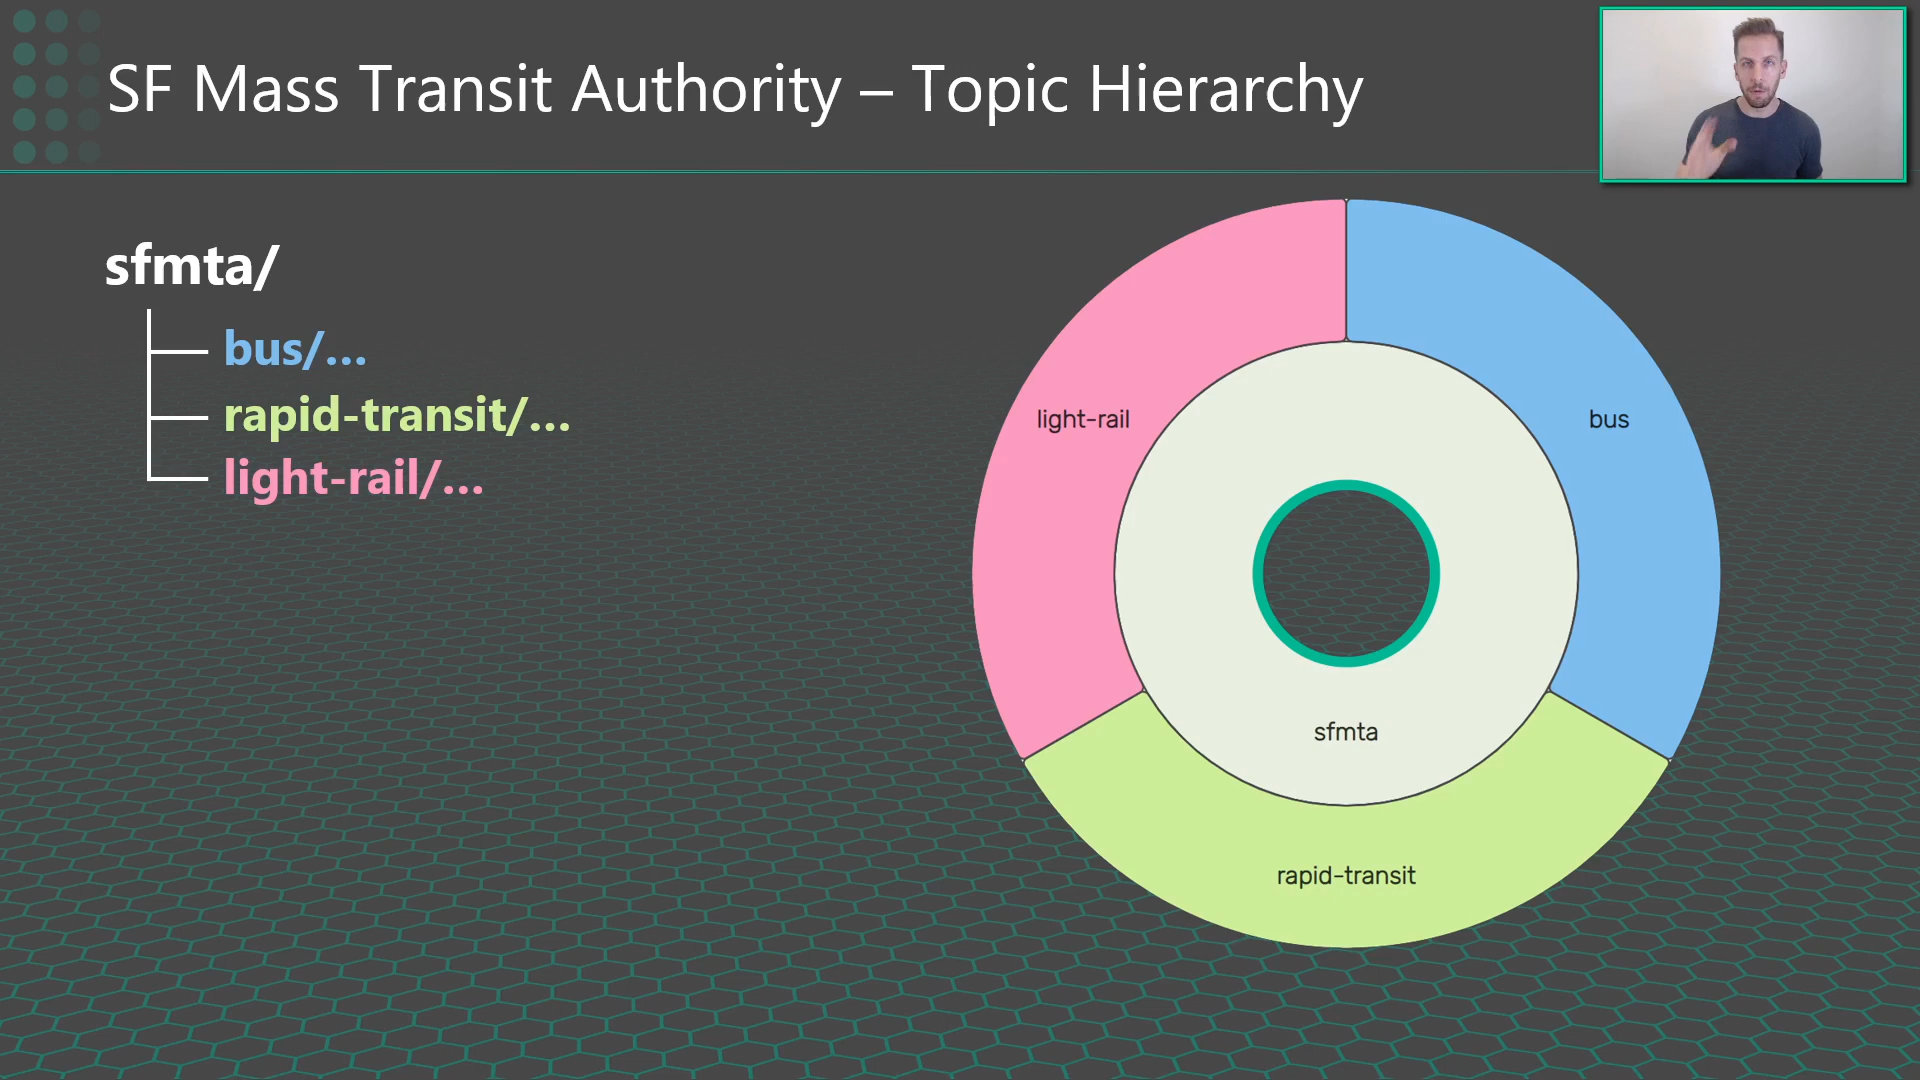 SF Mass Transit Authority – Topic Hierarchy
sfmta/
bus/...
rapid-transit/...
light-rail/...
light-rail
bus
sfmta
rapid-transit